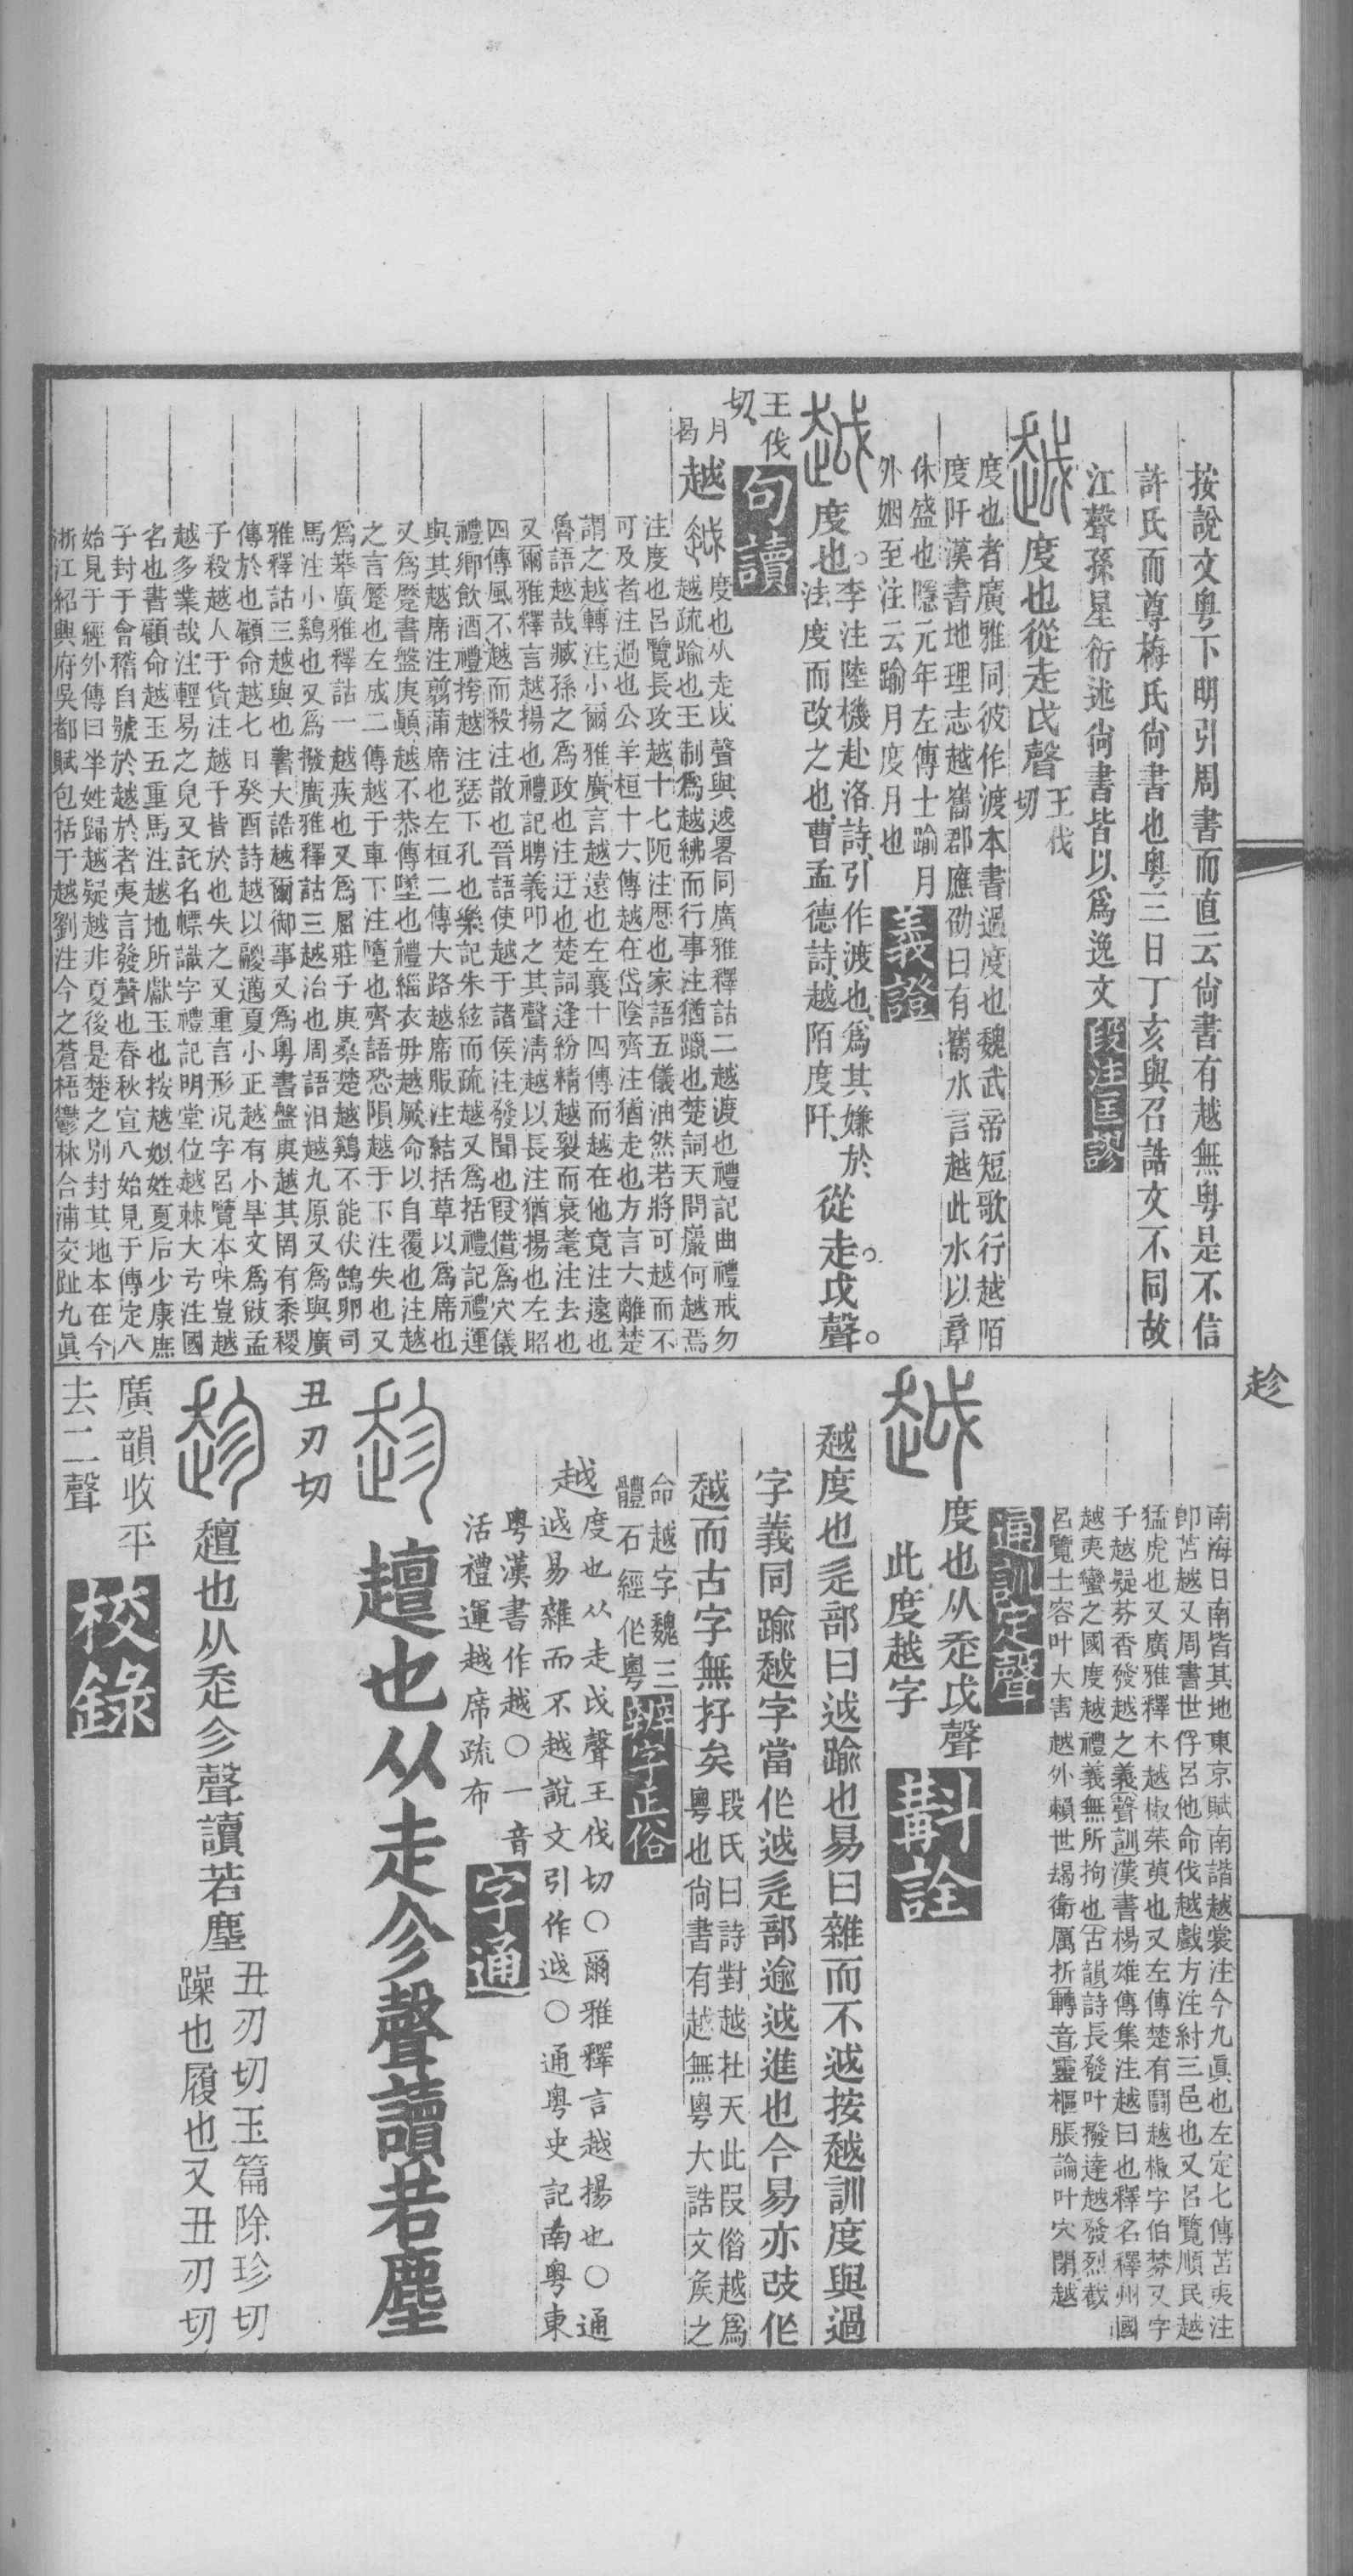 按說文粵下明引周書而直云尙書有越無粵是不信
許氏而尊梅氏尙書也粵三日丁亥與召誥文不同故
江聲孫星衍述尙書皆以爲逸文段注匡謬
度也從走戉聲王伐
切
度也者廣雅同彼作渡本書過度也魏武帝短歌行越陌
度阡漢書地理志越巂郡應劭曰有巂水言越此水以章
休盛也隱元年左傳士踰月
外姻至注云踰月度月也
義證
度也李注陸機赴洛詩引作渡也爲其嫌於
法度而改之也曹孟德詩越陌度阡
從走戉聲
王伐
切
句讀
月
曷
越
度也从走戉聲與䢕畧同廣雅釋詁二越渡也禮記曲禮戒勿
越疏踰也王制爲越紼而行事注猶躐也楚詞天問巖何越焉
注度也呂覽長攻越十七阨注歷也家語五儀油然若將可越而不
可及者注過也公羊桓十六傳越在岱陰齊注猶走也方言六離楚
謂之越轉注小爾雅廣言越遠也左襄十四傳而越在他竟注遠也
魯語越哉臧孫之爲政也注迂也楚詞逢紛精越裂而衰耄注去也
又爾雅釋言越揚也禮記聘義叩之其聲淸越以長注猶揚也左昭
四傳風不越而殺注散也晉語使越于諸侯注發聞也叚借爲穴儀
禮鄉飲酒禮挎越注瑟下孔也樂記朱絃而疏越又爲括禮記禮運
與其越席注翦蒲席也左桓二傳大路越席服注結括草以爲席也
又爲蹷書盤庚顚越不恭傳墜也禮緇衣毋越厥命以自覆也注越
之言蹷也左成二傳越于車下注墮也齊語恐隕越于下注失也又
爲𦦽廣雅釋詁一越疾也又爲屈莊子庚桑楚越鷄不能伏鵠卵司
馬注小鷄也又爲撥廣雅釋詁三越治也周語汨越九原又爲與廣
雅釋詁三越與也書大誥越爾御事又爲粵書盤庚越其罔有黍稷
傳於也顧命越七日癸酉詩越以鬷邁夏小正越有小旱文爲敓孟
子殺越人于貨注越于皆於也失之又重言形况字呂覽本味豈越
越多業哉注輕易之皃又託名幖識字禮記明堂位越棘大弓注國
名也書顧命越玉五重馬注越地所獻玉也按越姒姓夏后少康庶
子封于會稽自號於越於者夷言發聲也春秋宣八始見于傳定八
始見于經外傳曰羋姓歸越疑越非夏後是楚之別封其地本在今
浙江紹興府吳都賦包括于越劉注今之蒼梧鬱林合浦交趾九眞
趁
南海日南皆其地東京賦南諧越裳注今九眞也左定七傳苫夷注
卽苫越又周書世俘呂他命伐越戲方注紂三邑也又呂覽順民越
猛虎也又廣雅釋木越椒茱萸也又左傳楚有鬭越椒字伯棼又字
子越疑芬香發越之義聲訓漢書楊雄傳集注越曰也釋名釋州國
越夷蠻之國度越禮義無所拘也古韻詩長發叶撥達越發烈截
呂覽士容叶大害越外賴世竭衛厲折轉音靈樞脹論叶穴閉越
通訓定聲
度也从辵戉聲
此度越字
斠詮
越度也辵部曰䟠踰也易曰雜而不䟠按越訓度與過
字義同踰越字當作䟠辵部逾䟠進也今易亦改作
越而古字無㧊矣段氏曰詩對越杜天此叚借越爲
粵也尙書有越無粵大誥文矦之
命越字魏三
體石經作粵
辨字正俗
越度也从走戉聲王伐切○爾雅釋言越揚也○通
䟠易雜而不越說文引作䟠○通粵史記南粵東
粵漢書作越○一音
活禮運越席疏布
字通
趁䞡也从走㐱聲讀若塵
丑刃切
趁䞡也从走㐱聲讀若塵丑刃切玉篇除珍切
躁也履也又丑刃切
廣韻收平
去二聲
校錄